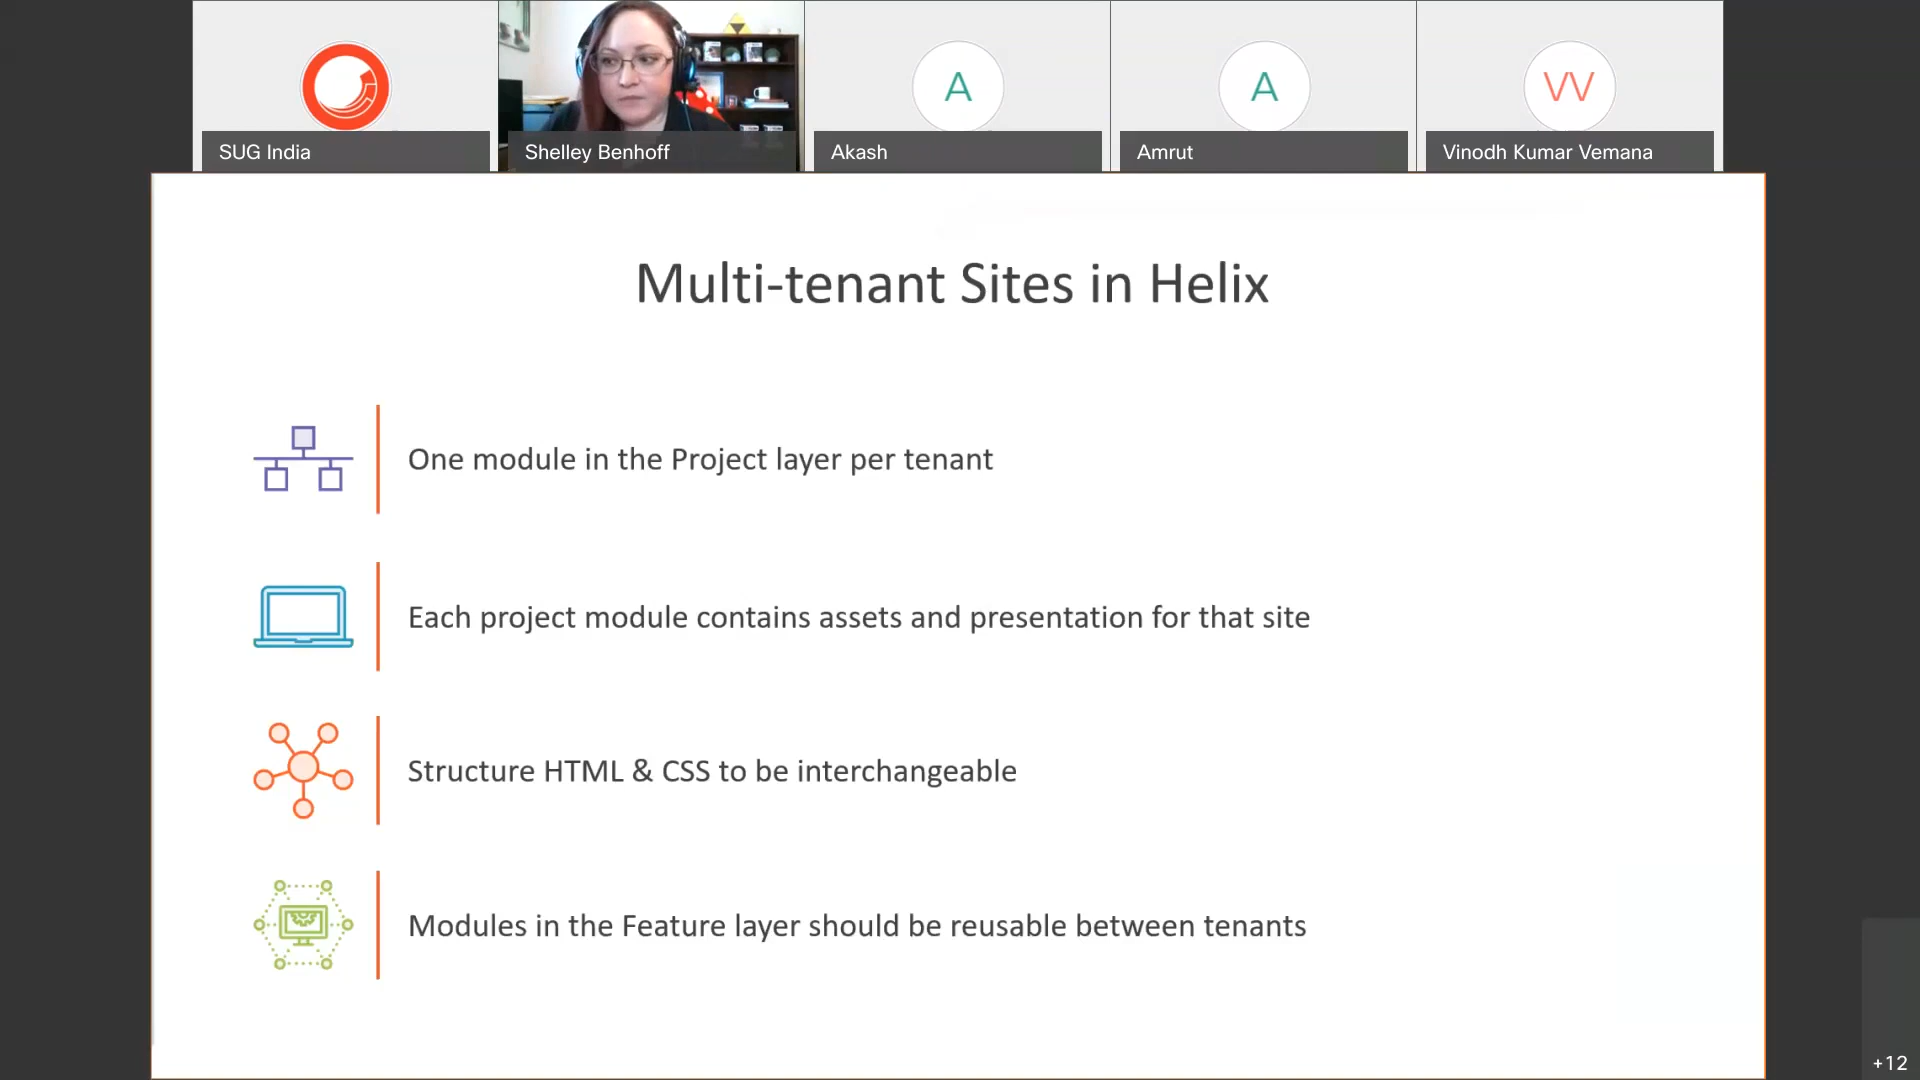 SUG India
Shelley Benhoff
A
Akash
A
Amrut
VV
Vinodh Kumar Vemana
Multi-tenant Sites in Helix
One module in the Project layer per tenant
Each project module contains assets and presentation for that site
Structure HTML & CSS to be interchangeable
Modules in the Feature layer should be reusable between tenants
+12